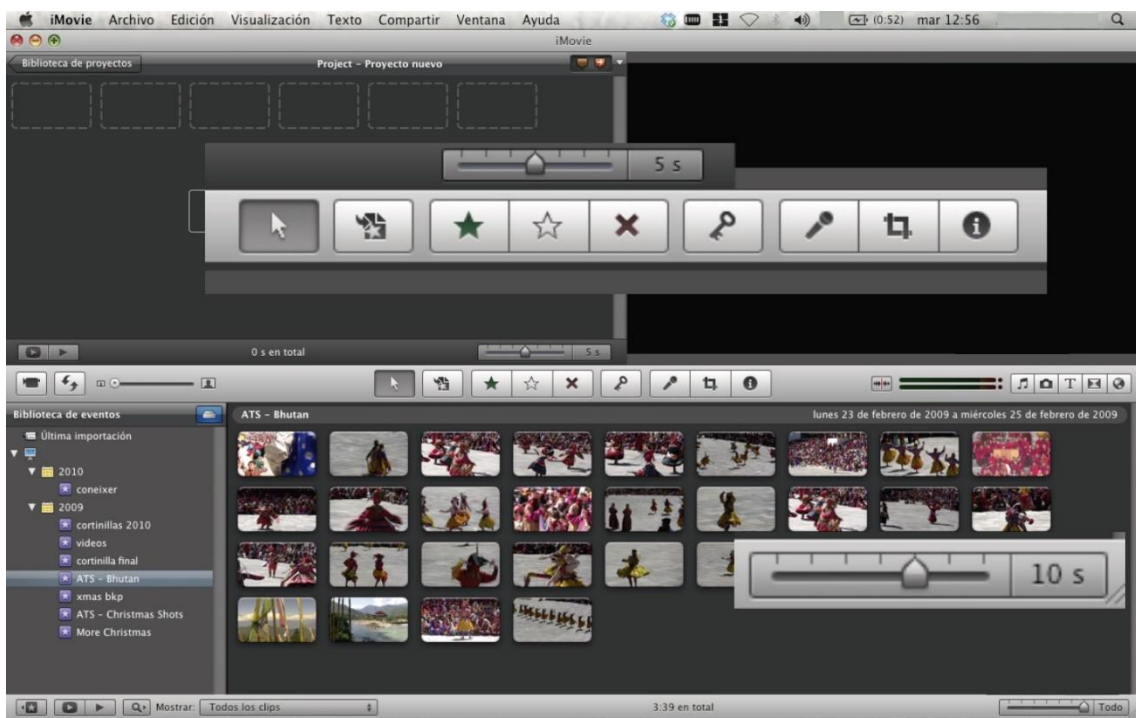 iMovie Archivo Edición Visualización Texto Compartir Ventana Ayuda (0:52) mar 12:56
iMovie
Biblioteca de proyectos Project - Proyecto nuevo
5 s
0 s en total 5 s
T
Biblioteca de eventos ATS - Bhutan lunes 23 de febrero de 2009 a miércoles 25 de febrero de 2009
Última importación
2010
coneixer
2009
cortinillas 2010
videos
cortinilla final
ATS - Bhutan
10 s
xmas bkp
ATS - Christmas Shots
More Christmas
Mostrar: Todos los clips 3:39 en total Todo